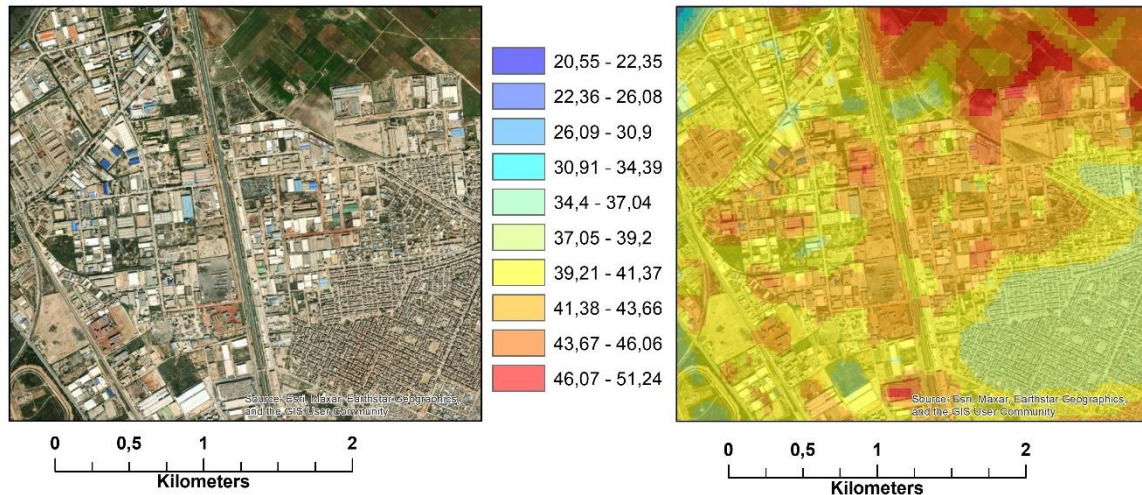 20,55 - 22,35
22,36 - 26,08
26,09 - 30,9
30,91 - 34,39
34,4 - 37,04
37,05 - 39,2
39,21 - 41,37
41,38 - 43,66
43,67 - 46,06
46,07 - 51,24
Source: Esri, Maxar, Earthstar Geographics,
and the GIS User Community
Source: Esri, Maxar, Earthstar Geographics,
and the GIS User Community
0 0,5 1 2
Kilometers
0 0,5 1 2
Kilometers